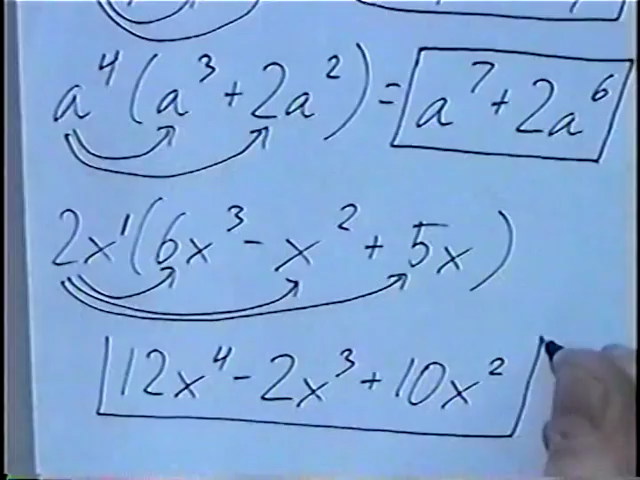 a⁴(a³+2a²)=a⁷+2a⁶
2x¹(6x³-x²+5x)
12x⁴-2x³+10x²